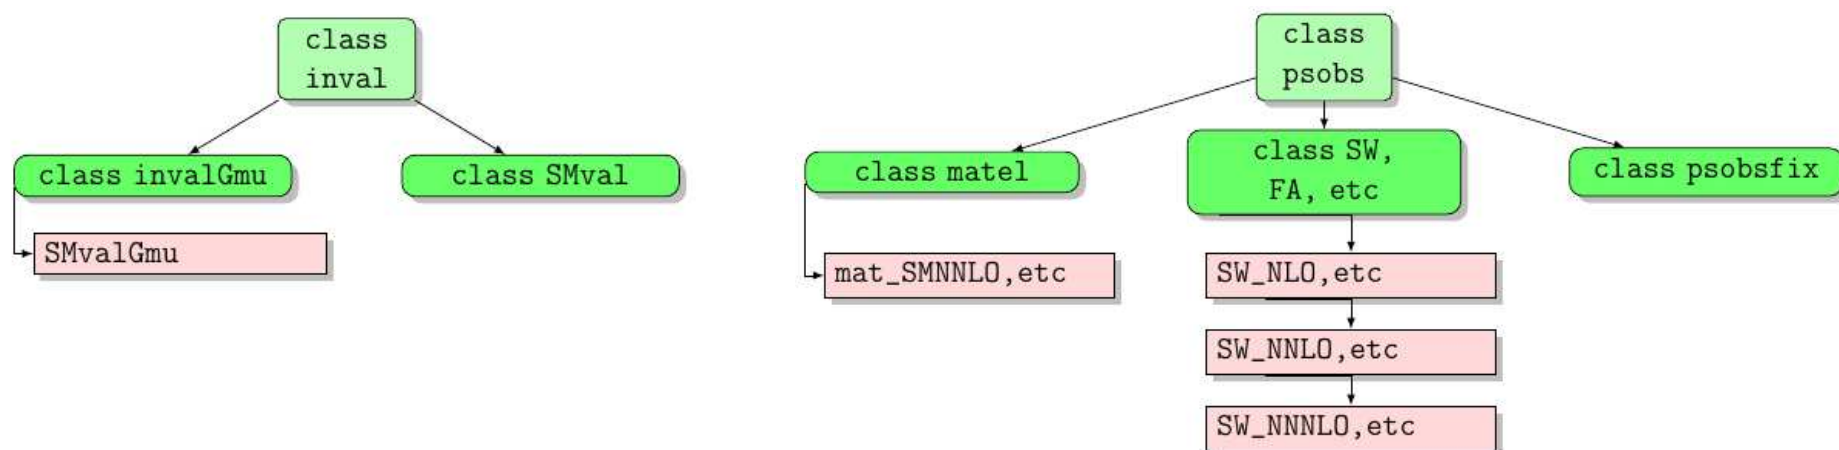 class
inval
class invalGmu
class SMval
SMvalGmu
class
psobs
class matel
class SW,
FA, etc
class psobsfix
mat_SMNNLO,etc
SW_NLO,etc
SW_NNLO,etc
SW_NNNLO,etc